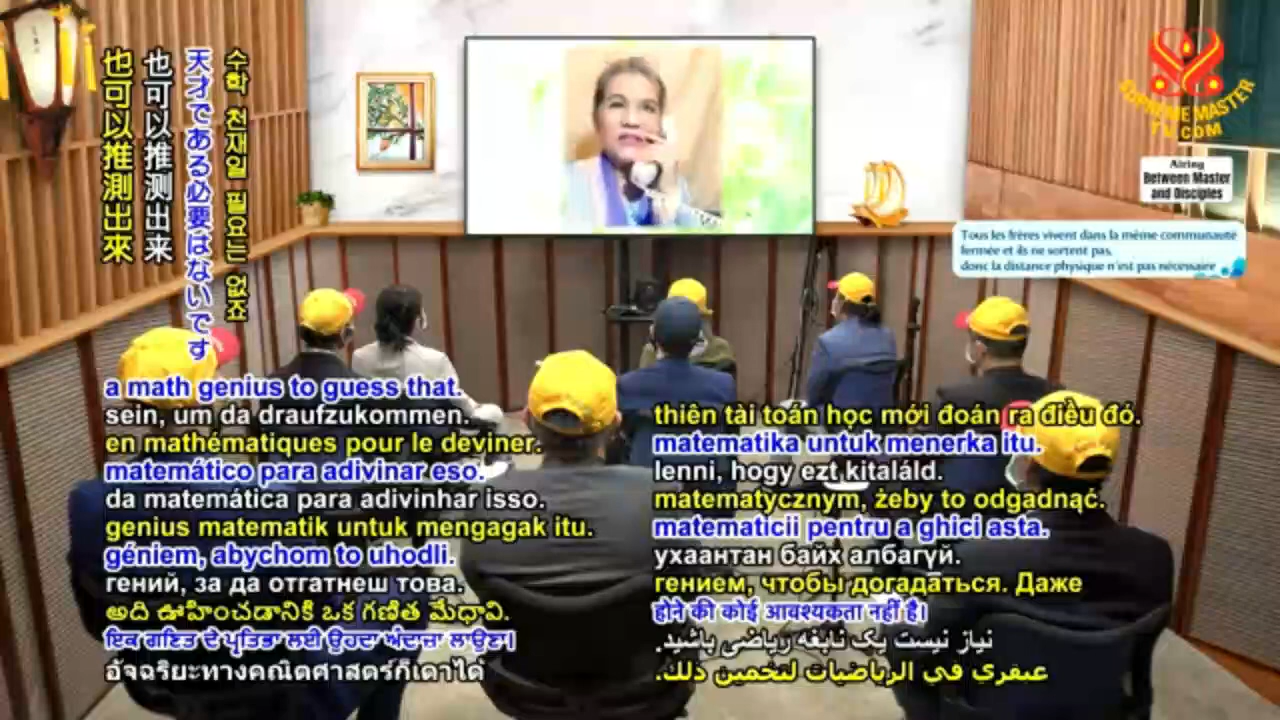 수학 천재일 필요는 없죠
天才である必要はないです
也可以推测出来
也可以推測出來
SUPREME MASTER
TV.COM
Airing
Between Master
and Disciples
Tous les frères vivent dans la même communauté
fermée et ils ne sortent pas,
donc la distance physique n'est pas nécessaire
a math genius to guess that.
sein, um da draufzukommen.
en mathématiques pour le deviner.
matemático para adivinar eso.
da matemática para adivinhar isso.
genius matematik untuk mengagak itu.
géniem, abychom to uhodli.
гений, за да отгатнеш това.
అది ఊహించడానికి ఒక గణిత మేధావి.
ਇਕ ਗਣਿਤ ਦੇ ਪ੍ਰਤਿਭਾ ਲਈ ਉਹਦਾ ਅੰਦਾਜ਼ਾ ਲਾਉਣਾ।
อัจฉริยะทางคณิตศาสตร์ก็เดาได้
thiên tài toán học mới đoán ra điều đó.
matematika untuk menerka itu.
lenni, hogy ezt kitaláld.
matematycznym, żeby to odgadnąć.
matematicii pentru a ghici asta.
ухаантан байх албагүй.
гением, чтобы догадаться. Даже
होने की कोई आवश्यकता नहीं है।
نیاز نیست یک نابغه ریاضی باشید.
عبقري في الرياضيات لتخمين ذلك.